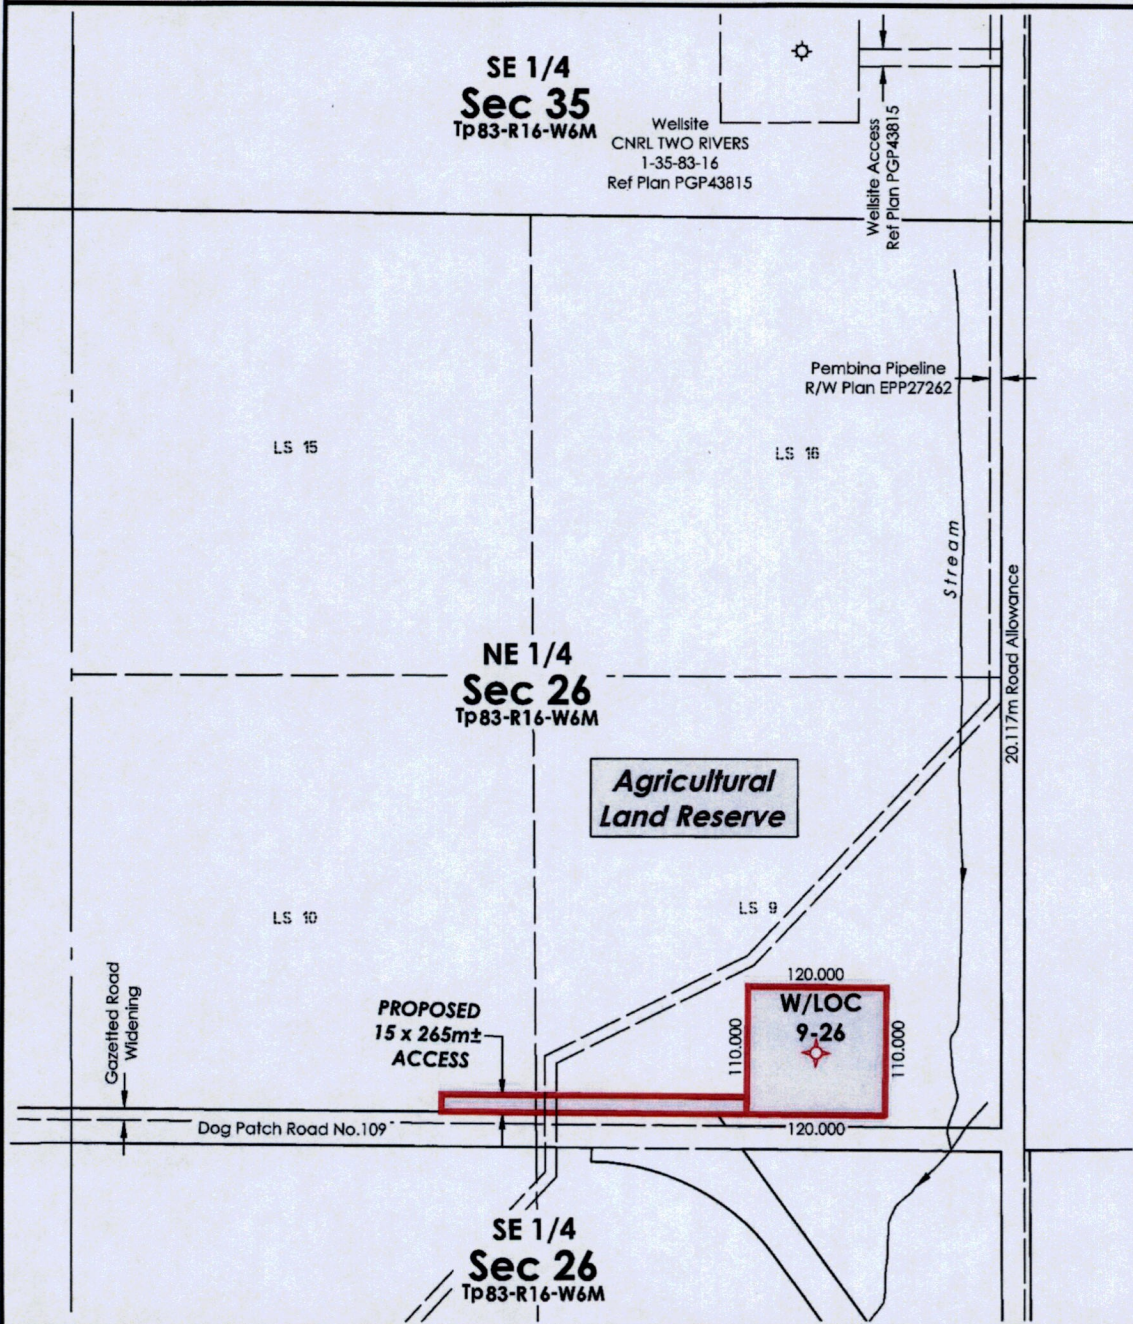 SE 1/4
Sec 35
Tp83-R16-W6M
Wellsite
CNRL TWO RIVERS
1-35-83-16
Ref Plan PGP43815
Wellsite Access
Ref Plan PGP43815
Pembina Pipeline
R/W Plan EPP27262
LS 15
LS 16
Stream
20.117m Road Allowance
NE 1/4
Sec 26
Tp83-R16-W6M
Agricultural
Land Reserve
LS 10
LS 9
Gazetted Road
Widening
PROPOSED
15 x 265m±
ACCESS
120.000
W/LOC
9-26
110.000
110.000
120.000
Dog Patch Road No.109
SE 1/4
Sec 26
Tp83-R16-W6M